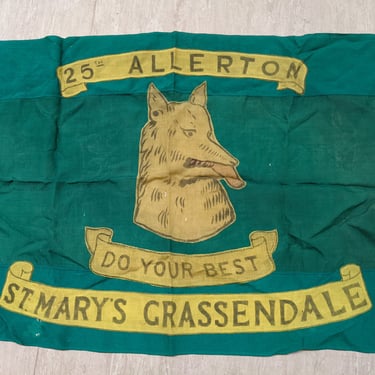 25TH ALLERTON
DO YOUR BEST
ST. MARY'S GRASSENDALE